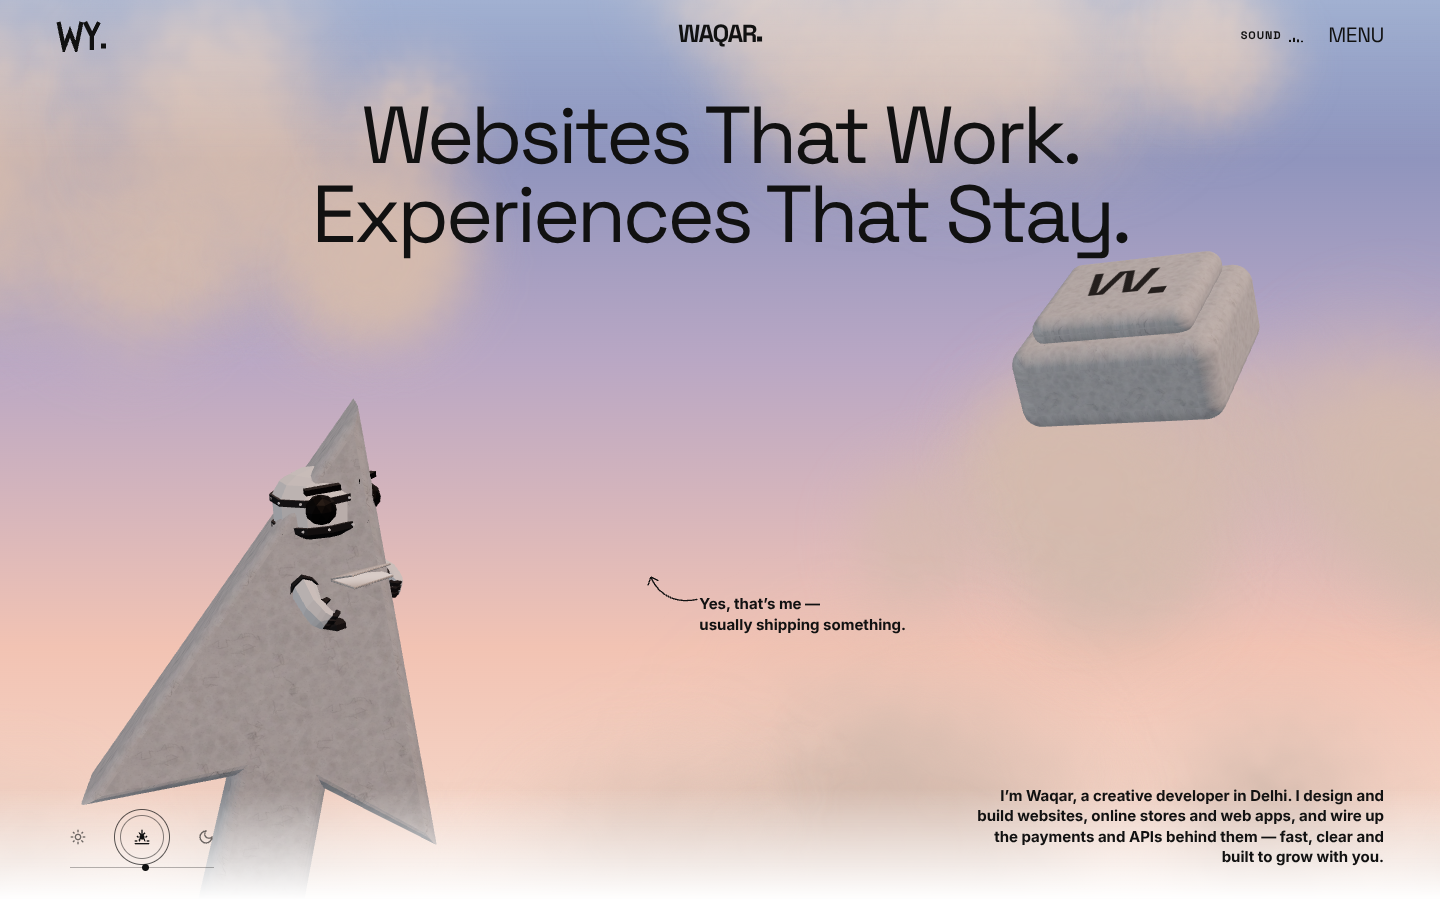 WY.
WAQAR.
SOUND
MENU
Websites That Work.
Experiences That Stay.
W.
Yes, that’s me —
usually shipping something.
I’m Waqar, a creative developer in Delhi. I design and
build websites, online stores and web apps, and wire up
the payments and APIs behind them — fast, clear and
built to grow with you.